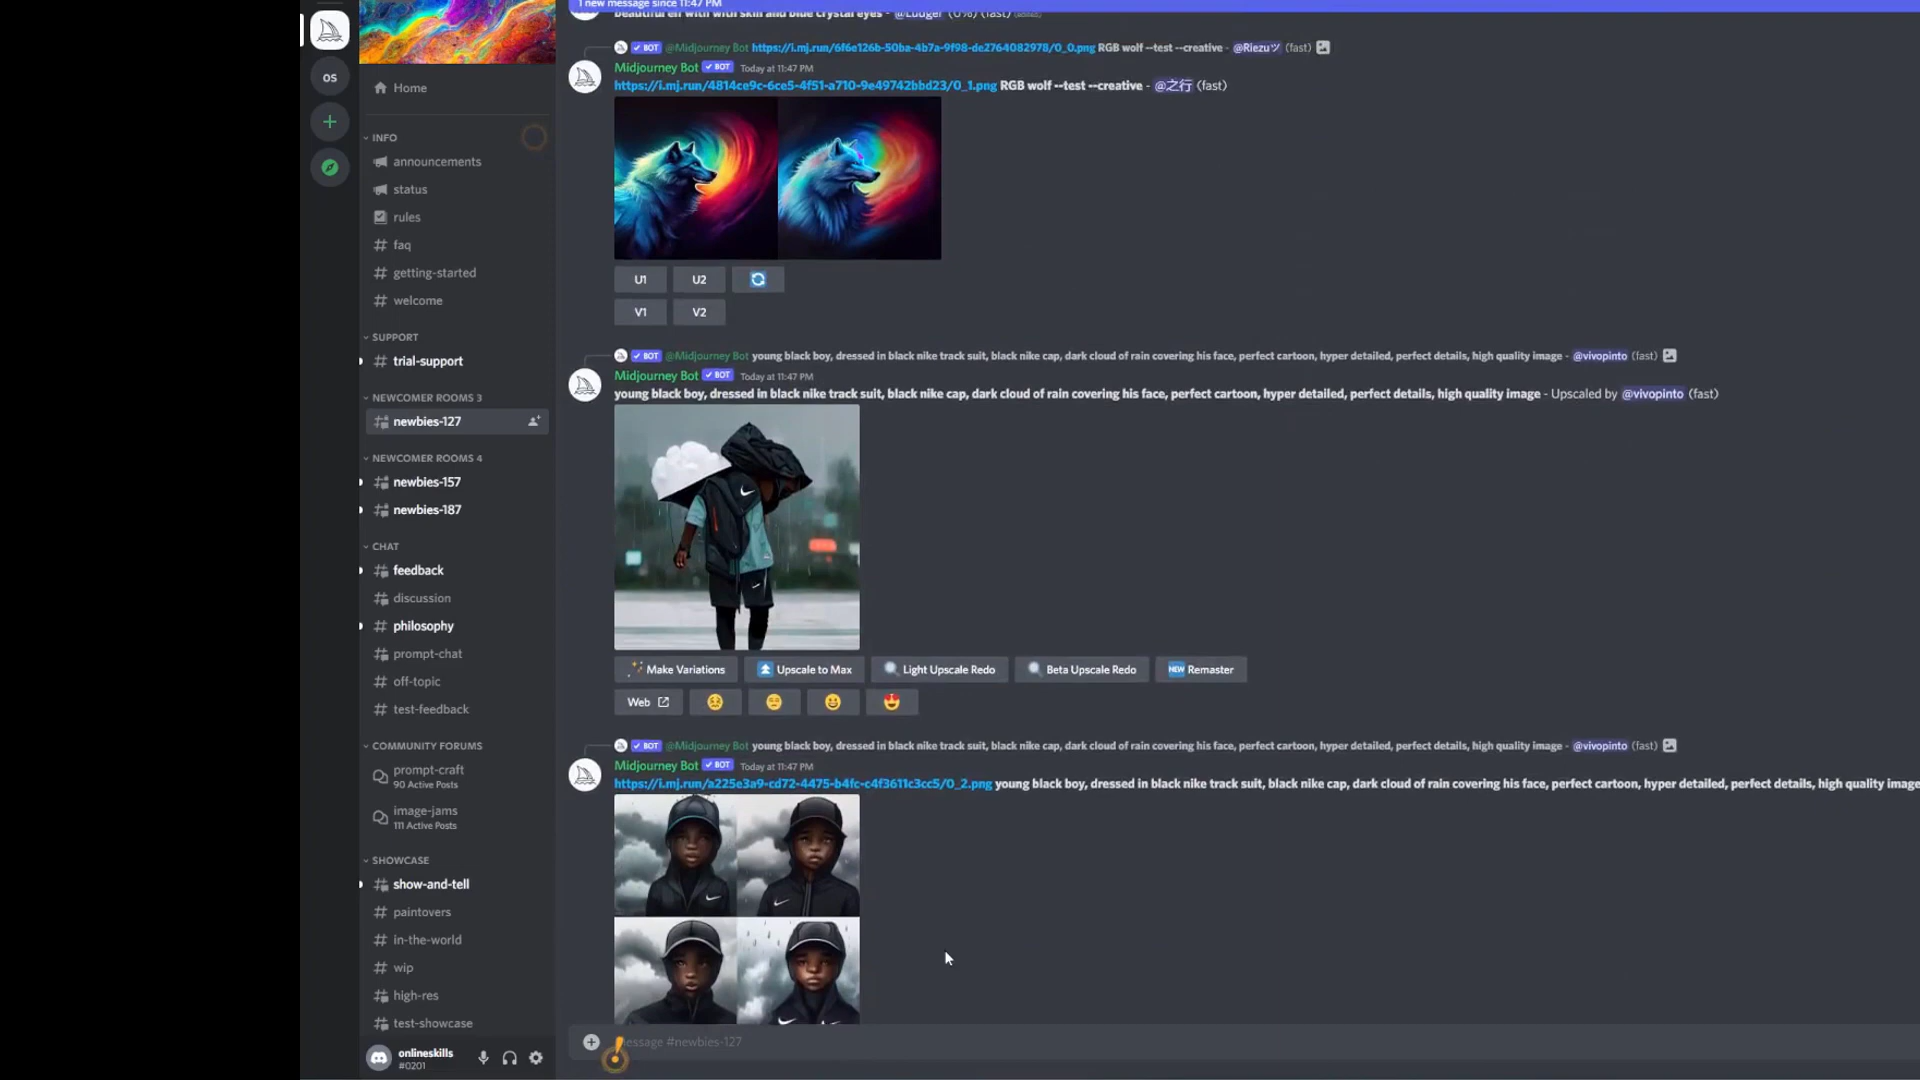 1 new message since 11:47 PM
Beautiful elf with with skin and blue crystal eyes - @Ludger (0%) (fast)
OS
Home
INFO
announcements
status
rules
faq
getting-started
welcome
SUPPORT
trial-support
NEWCOMER ROOMS 3
newbies-127
NEWCOMER ROOMS 4
newbies-157
newbies-187
CHAT
feedback
discussion
philosophy
prompt-chat
off-topic
test-feedback
COMMUNITY FORUMS
prompt-craft
90 Active Posts
image-jams
111 Active Posts
SHOWCASE
show-and-tell
paintovers
in-the-world
wip
high-res
test-showcase
onlineskills
#0201
✓ BOT @Midjourney Bot https://i.mj.run/6f6e126b-50ba-4b7a-9f98-de2764082978/0_0.png RGB wolf --test --creative - @Riezuツ (fast)
Midjourney Bot ✓ BOT Today at 11:47 PM
https://i.mj.run/4814ce9c-6ce5-4f51-a710-9e49742bbd23/0_1.png RGB wolf --test --creative - @之行 (fast)
U1 U2
V1 V2
✓ BOT @Midjourney Bot young black boy, dressed in black nike track suit, black nike cap, dark cloud of rain covering his face, perfect cartoon, hyper detailed, perfect details, high quality image - @vivopinto (fast)
Midjourney Bot ✓ BOT Today at 11:47 PM
young black boy, dressed in black nike track suit, black nike cap, dark cloud of rain covering his face, perfect cartoon, hyper detailed, perfect details, high quality image - Upscaled by @vivopinto (fast)
Make Variations Upscale to Max Light Upscale Redo Beta Upscale Redo NEW Remaster
Web
✓ BOT @Midjourney Bot young black boy, dressed in black nike track suit, black nike cap, dark cloud of rain covering his face, perfect cartoon, hyper detailed, perfect details, high quality image - @vivopinto (fast)
Midjourney Bot ✓ BOT Today at 11:47 PM
https://i.mj.run/a225e3a9-cd72-4475-b4fc-c4f3611c3cc5/0_2.png young black boy, dressed in black nike track suit, black nike cap, dark cloud of rain covering his face, perfect cartoon, hyper detailed, perfect details, high quality image
message #newbies-127